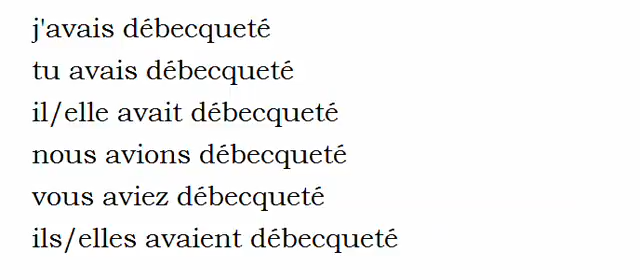 j'avais débecqueté
tu avais débecqueté
il/elle avait débecqueté
nous avions débecqueté
vous aviez débecqueté
ils/elles avaient débecqueté